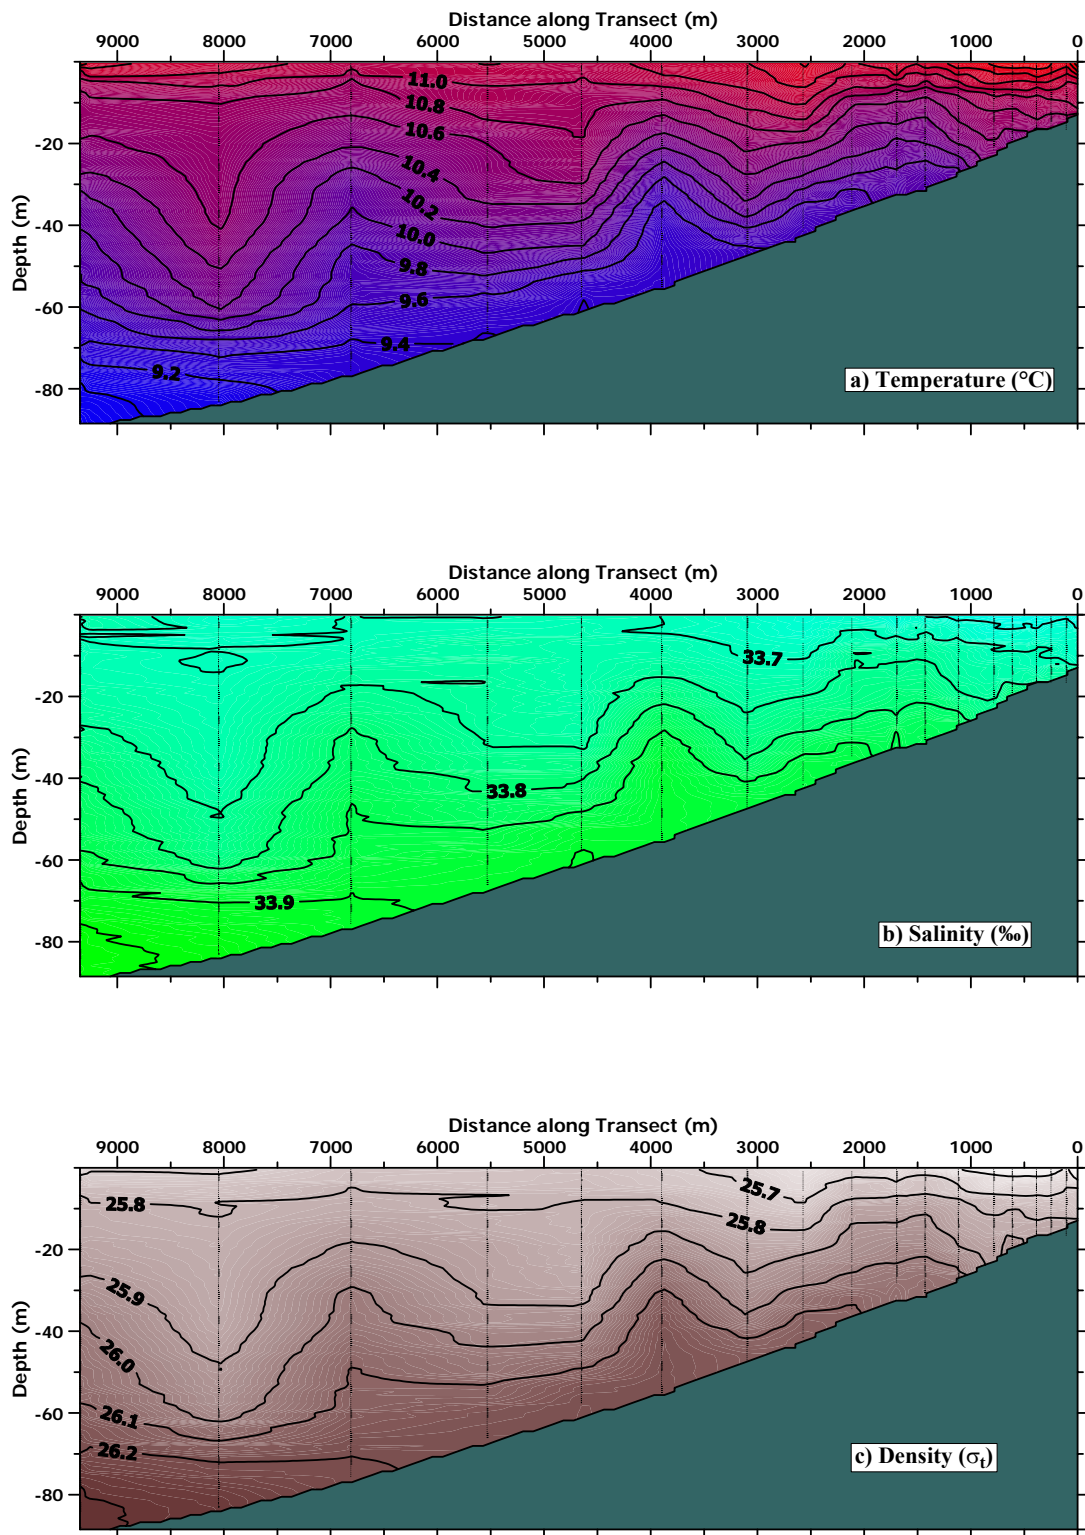 Distance along Transect (m)
9000 8000 7000 6000 5000 4000 3000 2000 1000 0
Depth (m)
-20
-40
-60
-80
11.0
10.8
10.6
10.4
10.2
10.0
9.8
9.6
9.4
9.2
a) Temperature (°C)
Distance along Transect (m)
9000 8000 7000 6000 5000 4000 3000 2000 1000 0
Depth (m)
-20
-40
-60
-80
33.7
33.8
33.9
b) Salinity (‰)
Distance along Transect (m)
9000 8000 7000 6000 5000 4000 3000 2000 1000 0
Depth (m)
-20
-40
-60
-80
25.7
25.8
25.8
25.9
26.0
26.1
26.2
c) Density (σt)